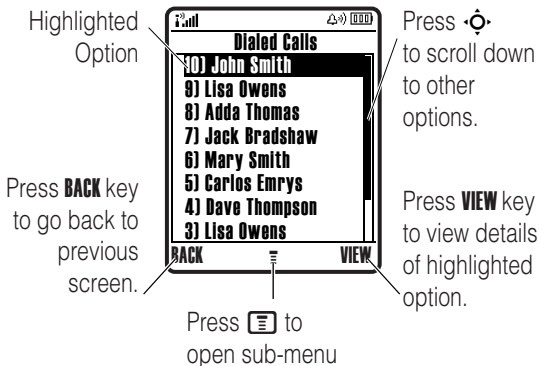 Highlighted
Option
Press
to scroll down
to other
options.
Dialed Calls
10) John Smith
9) Lisa Owens
8) Adda Thomas
7) Jack Bradshaw
6) Mary Smith
5) Carlos Emrys
4) Dave Thompson
3) Lisa Owens
BACK
VIEW
Press BACK key
to go back to
previous
screen.
Press VIEW key
to view details
of highlighted
option.
Press to
open sub-menu